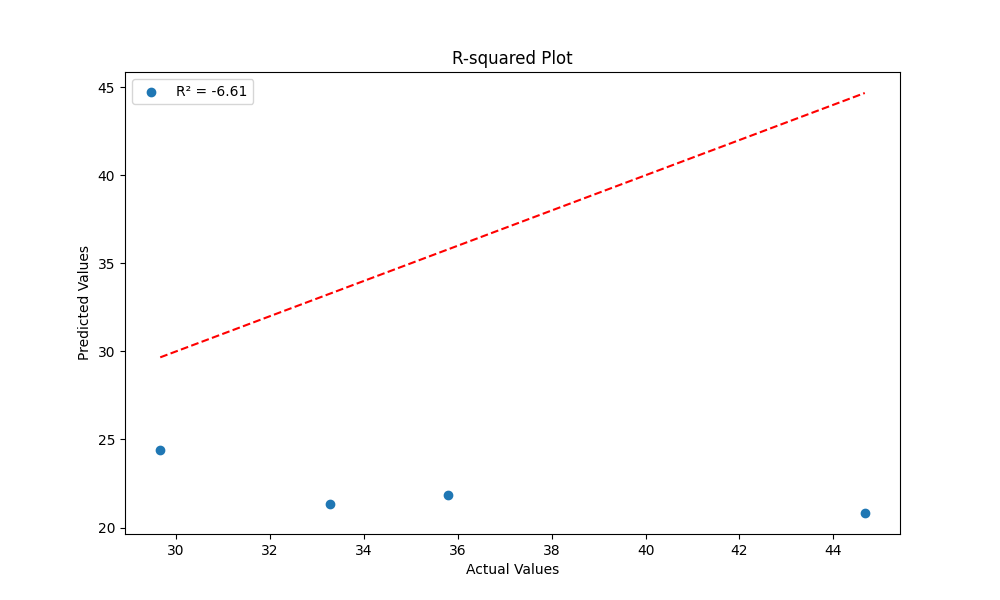 R-squared Plot
R² = -6.61
45
40
35
30
25
20
Predicted Values
30 32 34 36 38 40 42 44
Actual Values